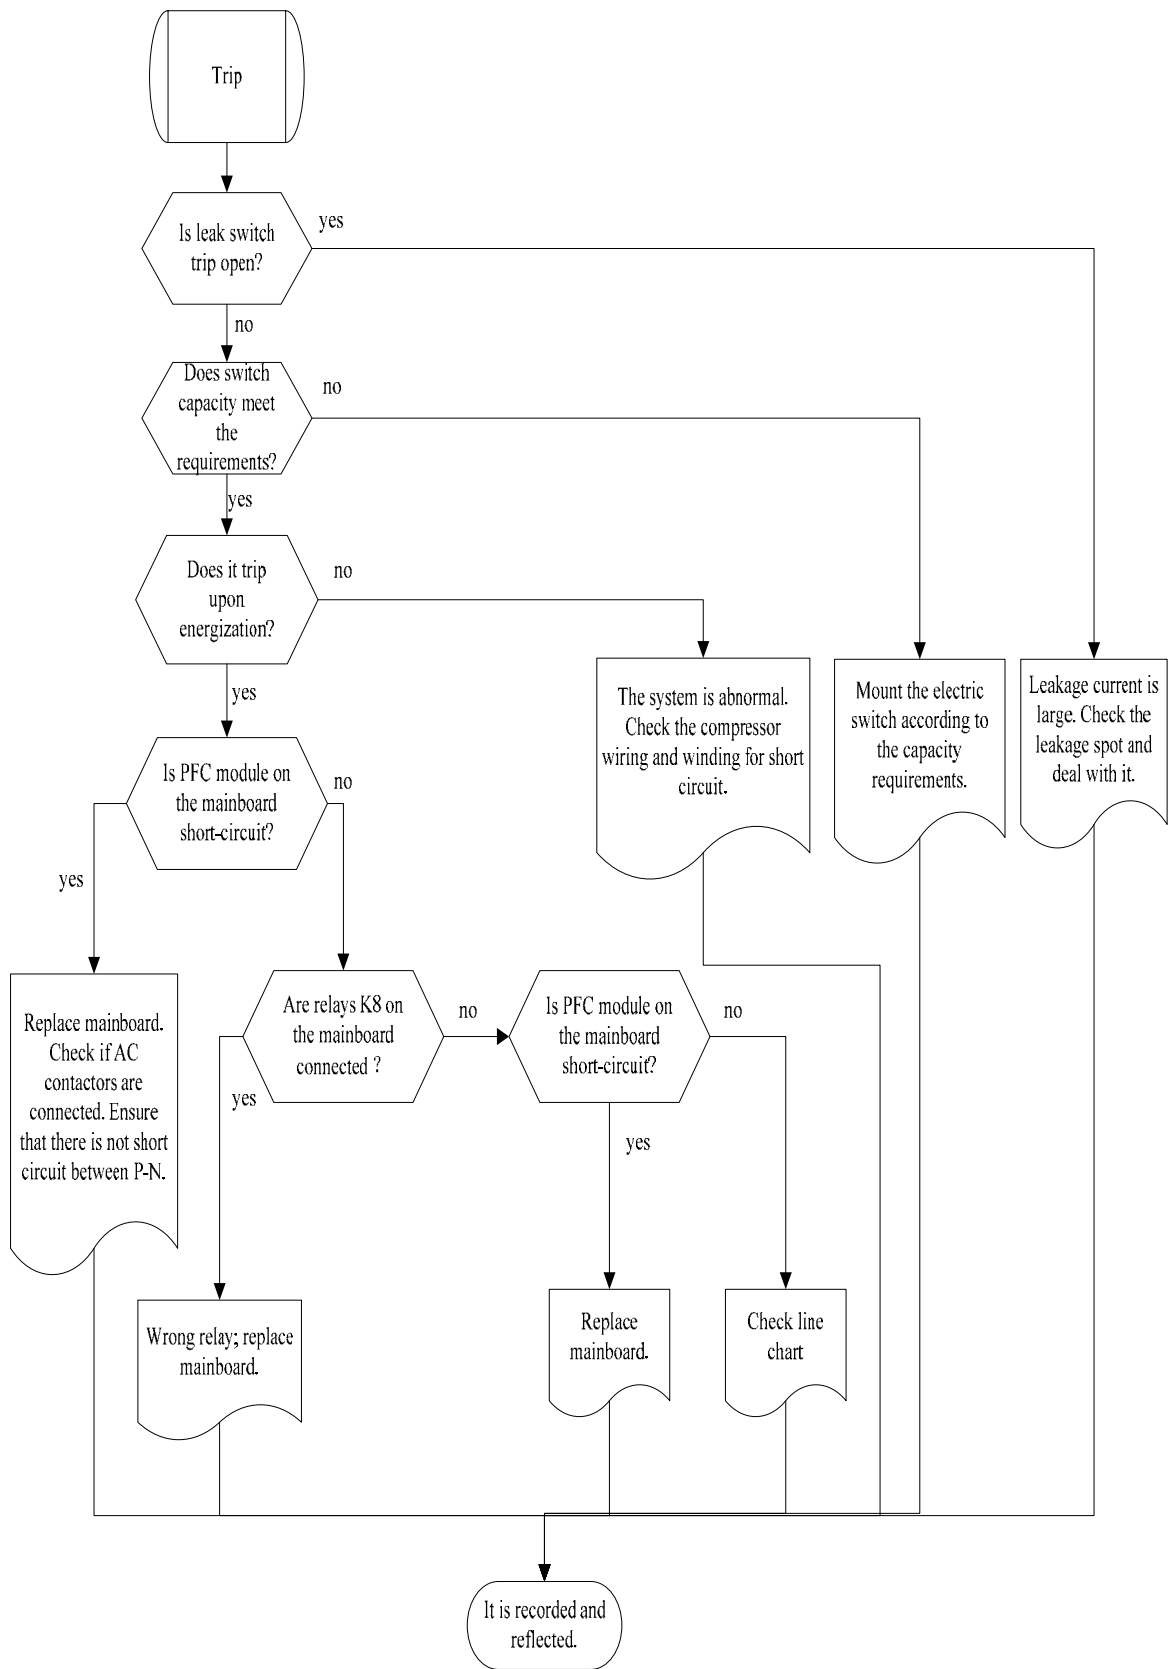 Trip
Is leak switch
trip open?
yes
no
Does switch
capacity meet
the
requirements?
no
yes
Does it trip
upon
energization?
no
yes
The system is abnormal.
Check the compressor
wiring and winding for short
circuit.
Mount the electric
switch according to
the capacity
requirements.
Leakage current is
large. Check the
leakage spot and
deal with it.
Is PFC module on
the mainboard
short-circuit?
no
yes
Replace mainboard.
Check if AC
contactors are
connected. Ensure
that there is not short
circuit between P-N.
Are relays K8 on
the mainboard
connected ?
no
yes
Is PFC module on
the mainboard
short-circuit?
no
yes
Wrong relay; replace
mainboard.
Replace
mainboard.
Check line
chart
It is recorded and
reflected.